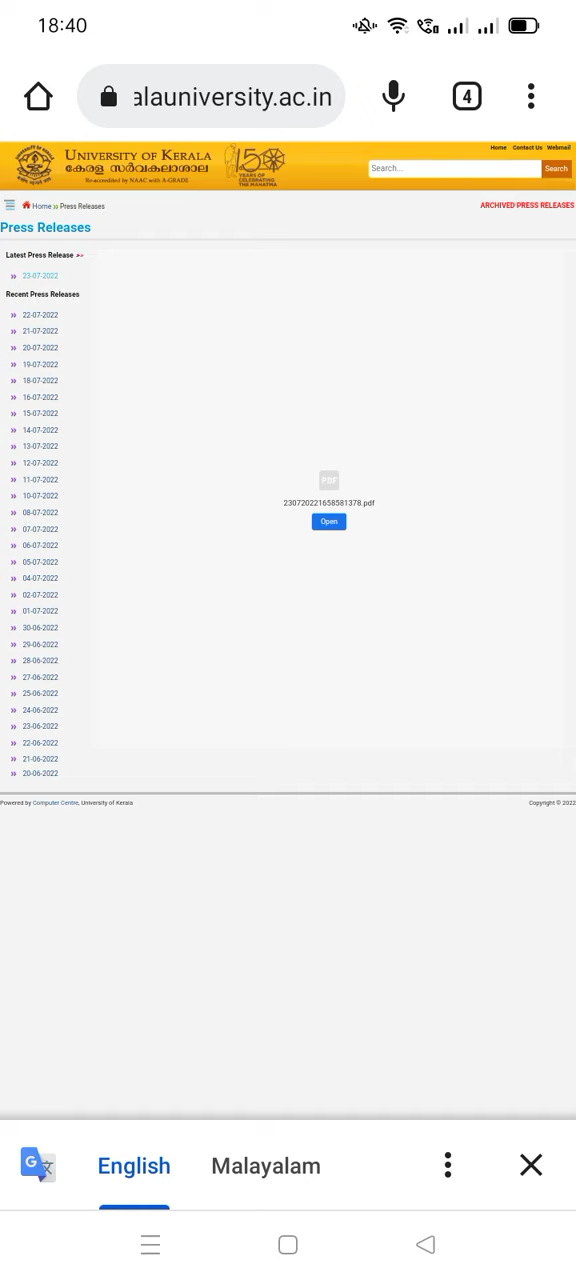 18:40
alauniversity.ac.in
4
Home Contact Us Webmail
UNIVERSITY OF KERALA
കേരള സർവകലാശാല
Re-accredited by NAAC with A-GRADE
150
YEARS OF
CELEBRATING
THE MAHATMA
Search...
Search
Home » Press Releases
ARCHIVED PRESS RELEASES
Press Releases
Latest Press Release
» 23-07-2022
Recent Press Releases
» 22-07-2022
» 21-07-2022
» 20-07-2022
» 19-07-2022
» 18-07-2022
» 16-07-2022
» 15-07-2022
» 14-07-2022
» 13-07-2022
» 12-07-2022
» 11-07-2022
» 10-07-2022
» 08-07-2022
» 07-07-2022
» 06-07-2022
» 05-07-2022
» 04-07-2022
» 02-07-2022
» 01-07-2022
» 30-06-2022
» 29-06-2022
» 28-06-2022
» 27-06-2022
» 25-06-2022
» 24-06-2022
» 23-06-2022
» 22-06-2022
» 21-06-2022
» 20-06-2022
PDF
230720221658581378.pdf
Open
Powered by Computer Centre, University of Kerala
Copyright © 2022
G
English Malayalam